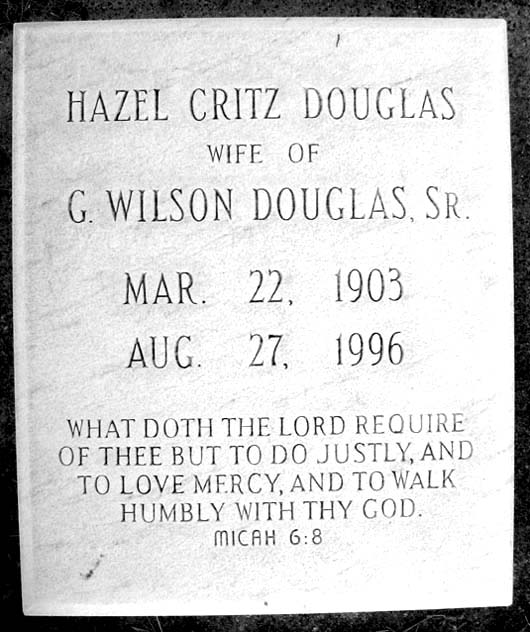 HAZEL CRITZ DOUGLAS
WIFE OF
G. WILSON DOUGLAS, SR.
MAR. 22, 1903
AUG. 27, 1996
WHAT DOTH THE LORD REQUIRE
OF THEE BUT TO DO JUSTLY, AND
TO LOVE MERCY, AND TO WALK
HUMBLY WITH THY GOD.
MICAH 6:8